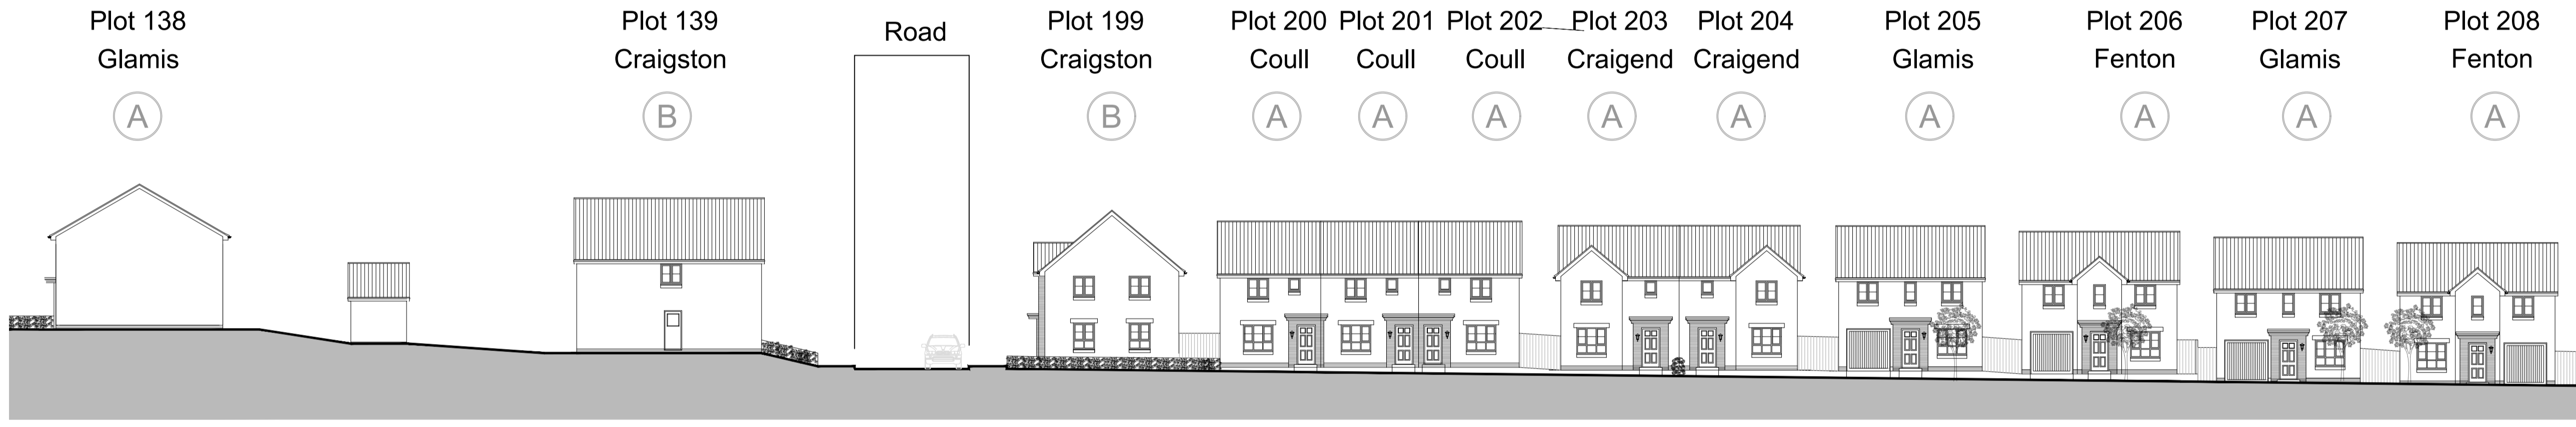 Plot 138
Glamis
A
Plot 139
Craigston
B
Road
Plot 199
Craigston
B
Plot 200
Coull
A
Plot 201
Coull
A
Plot 202
Coull
A
Plot 203
Craigend
A
Plot 204
Craigend
A
Plot 205
Glamis
A
Plot 206
Fenton
A
Plot 207
Glamis
A
Plot 208
Fenton
A